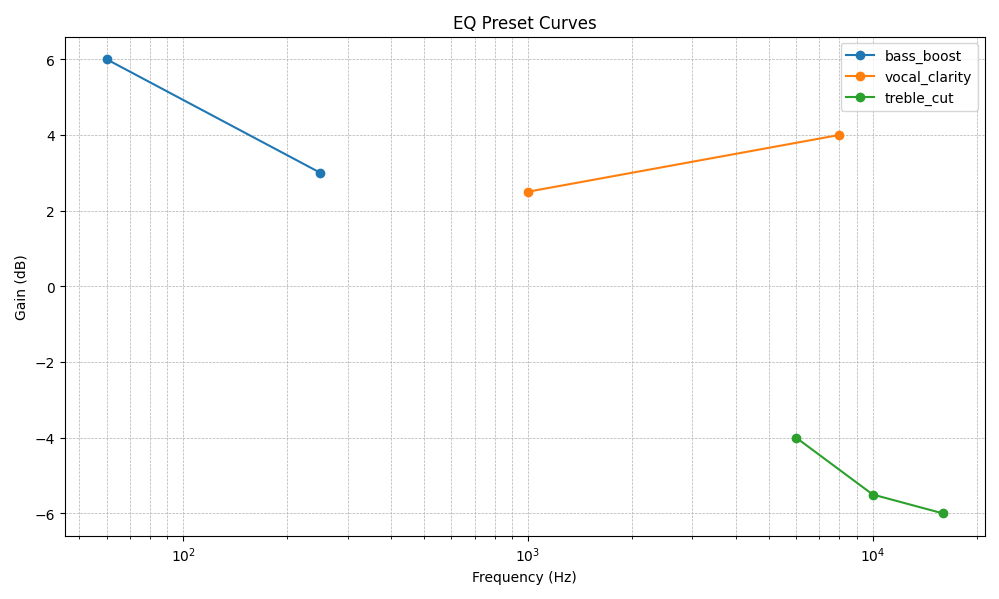 EQ Preset Curves
bass_boost
vocal_clarity
treble_cut
Gain (dB)
6
4
2
0
−2
−4
−6
10²
10³
10⁴
Frequency (Hz)